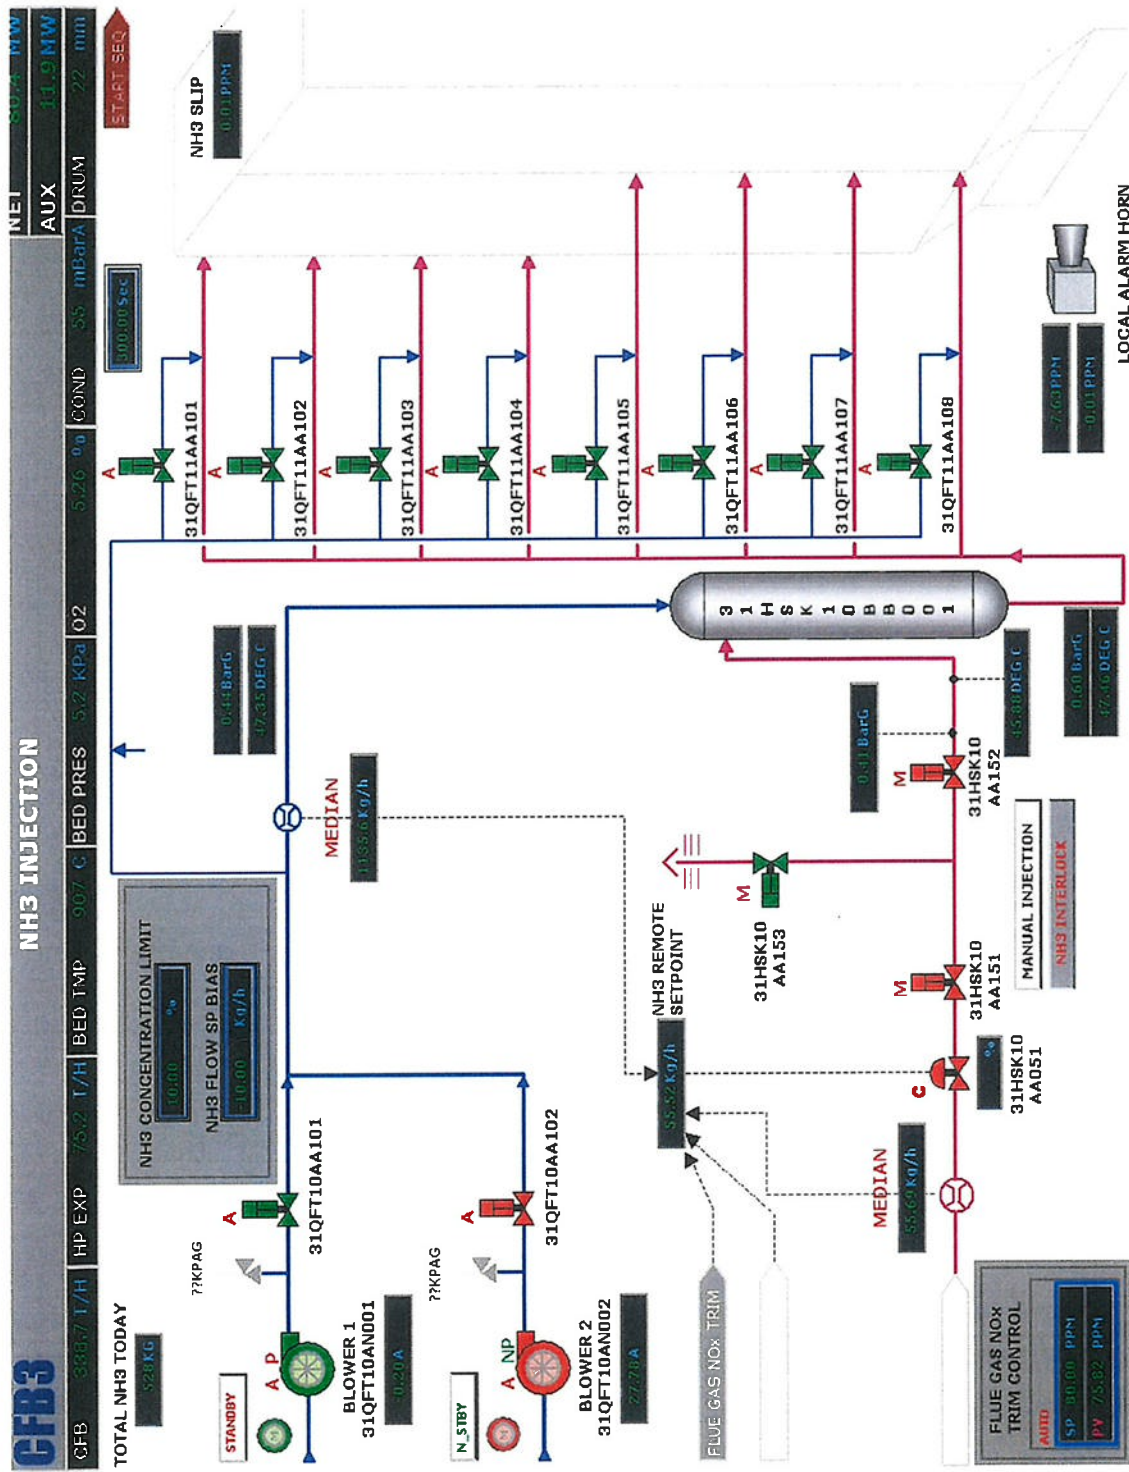 CFB3
NH3 INJECTION
NET 80.4 MW
AUX 11.9 MW
CFB 338.7 T/H HP EXP 75.2 T/H BED TMP 907 C BED PRES 5.2 KPa O2 5.26 % COND 55 mBarA DRUM 22 mm
TOTAL NH3 TODAY
528 KG
NH3 CONCENTRATION LIMIT
10.00 %
NH3 FLOW SP BIAS
-10.00 Kg/h
300.00 Sec
START SEQ
STANDBY
M
A P
BLOWER 1
31QFT10AN001
0.20 A
??KPAG
A
31QFT10AA101
N_STBY
M
A NP
BLOWER 2
31QFT10AN002
27.78 A
??KPAG
A
31QFT10AA102
MEDIAN
1135.6 Kg/h
0.44 BarG
47.35 DEG C
A
31QFT11AA101
A
31QFT11AA102
A
31QFT11AA103
A
31QFT11AA104
A
31QFT11AA105
A
31QFT11AA106
A
31QFT11AA107
A
31QFT11AA108
NH3 SLIP
0.01 PPM
FLUE GAS NOx TRIM
NH3 REMOTE
SETPOINT
55.52 Kg/h
M
31HSK10
AA153
31HSK10BB001
0.41 BarG
MEDIAN
55.69 Kg/h
C
%
31HSK10
AA051
M
31HSK10
AA151
M
31HSK10
AA152
45.88 DEG C
0.60 BarG
47.46 DEG C
MANUAL INJECTION
NH3 INTERLOCK
FLUE GAS NOx
TRIM CONTROL
AUTO
SP 80.00 PPM
PV 75.82 PPM
-7.63 PPM
-0.01 PPM
LOCAL ALARM HORN